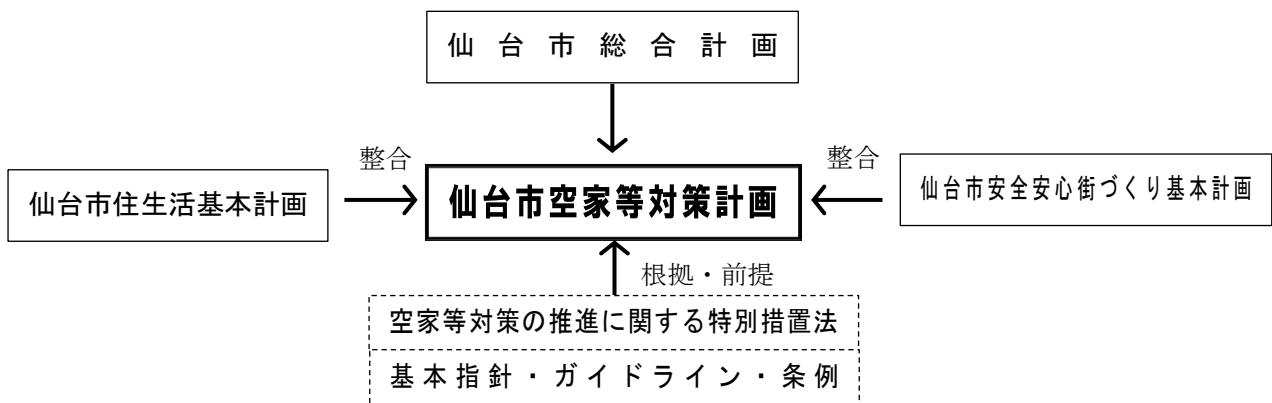 仙台市総合計画
整合
整合
仙台市住生活基本計画
仙台市空家等対策計画
仙台市安全安心街づくり基本計画
根拠・前提
空家等対策の推進に関する特別措置法
基本指針・ガイドライン・条例